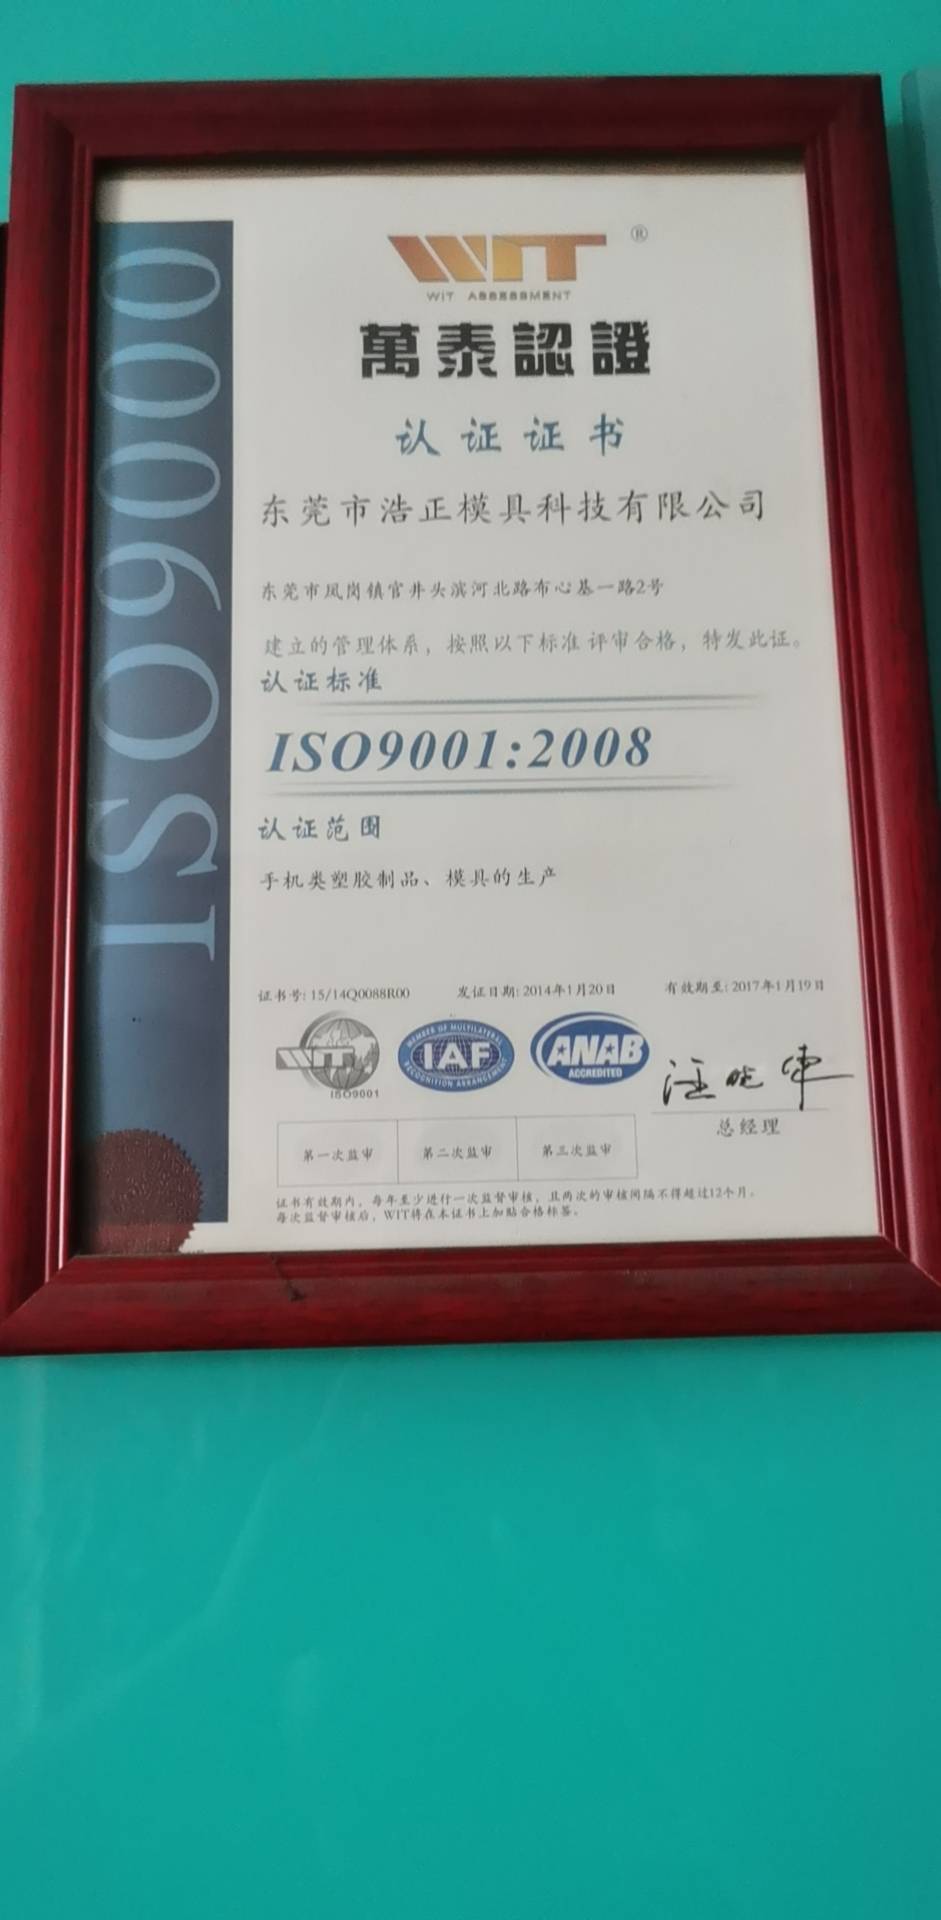 WIT ®
WIT ASSESSMENT
萬泰認證
认证证书
东莞市浩正模具科技有限公司
东莞市凤岗镇官井头滨河北路布心基一路2号
建立的管理体系，按照以下标准评审合格，特发此证。
认证标准
ISO9001:2008
认证范围
手机类塑胶制品、模具的生产
证书号: 15/14Q0088R00 发证日期: 2014年1月20日 有效期至: 2017年1月19日
WIT
ISO9001
MEMBER OF MULTILATERAL
IAF
RECOGNITION ARRANGEMENT
ANAB
ACCREDITED
总经理
第一次监审 第二次监审 第三次监审
证书有效期内，每年至少进行一次监督审核，且两次的审核间隔不得超过12个月。
每次监督审核后，WIT将在本证书上加贴合格标签。
ISO9000